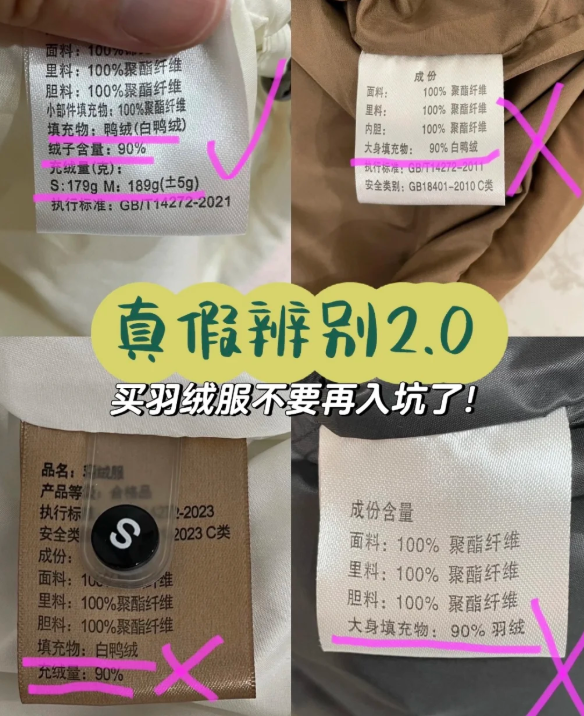 面料：100%聚酯纤维
里料：100%聚酯纤维
胆料：100%聚酯纤维
小部件填充物：100%聚酯纤维
填充物：鸭绒(白鸭绒)
绒子含量：90%
充绒量(克)：
S:179g M：189g(±5g)
执行标准：GB/T14272-2021
成份
面料： 100% 聚酯纤维
里料： 100% 聚酯纤维
内胆： 100% 聚酯纤维
大身填充物： 90% 白鸭绒
执行标准：GB/T14272-2011
安全类别：GB18401-2010 C类
真假辨别2.0
买羽绒服不要再入坑了！
品名：
产品等
执行标 2-2023
安全类 2023 C类
成份：
面料：1 维
里料：100%聚酯纤维
胆料：100%聚酯纤维
填充物：白鸭绒
充绒量：90%
S
成份含量
面料：100% 聚酯纤维
里料：100% 聚酯纤维
胆料：100% 聚酯纤维
大身填充物：90% 羽绒